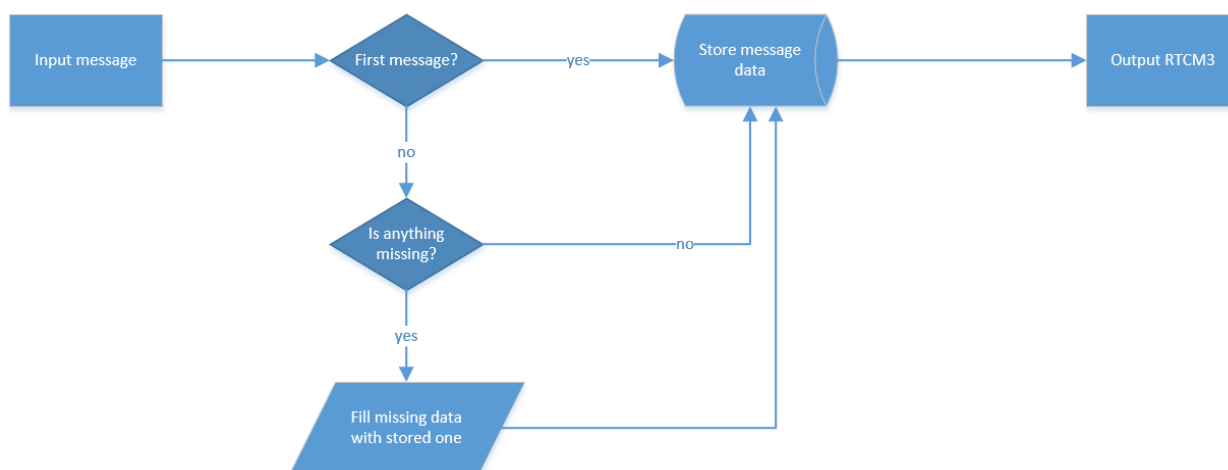 Input message
First message?
yes
Store message
data
Output RTCM3
no
Is anything
missing?
no
yes
Fill missing data
with stored one